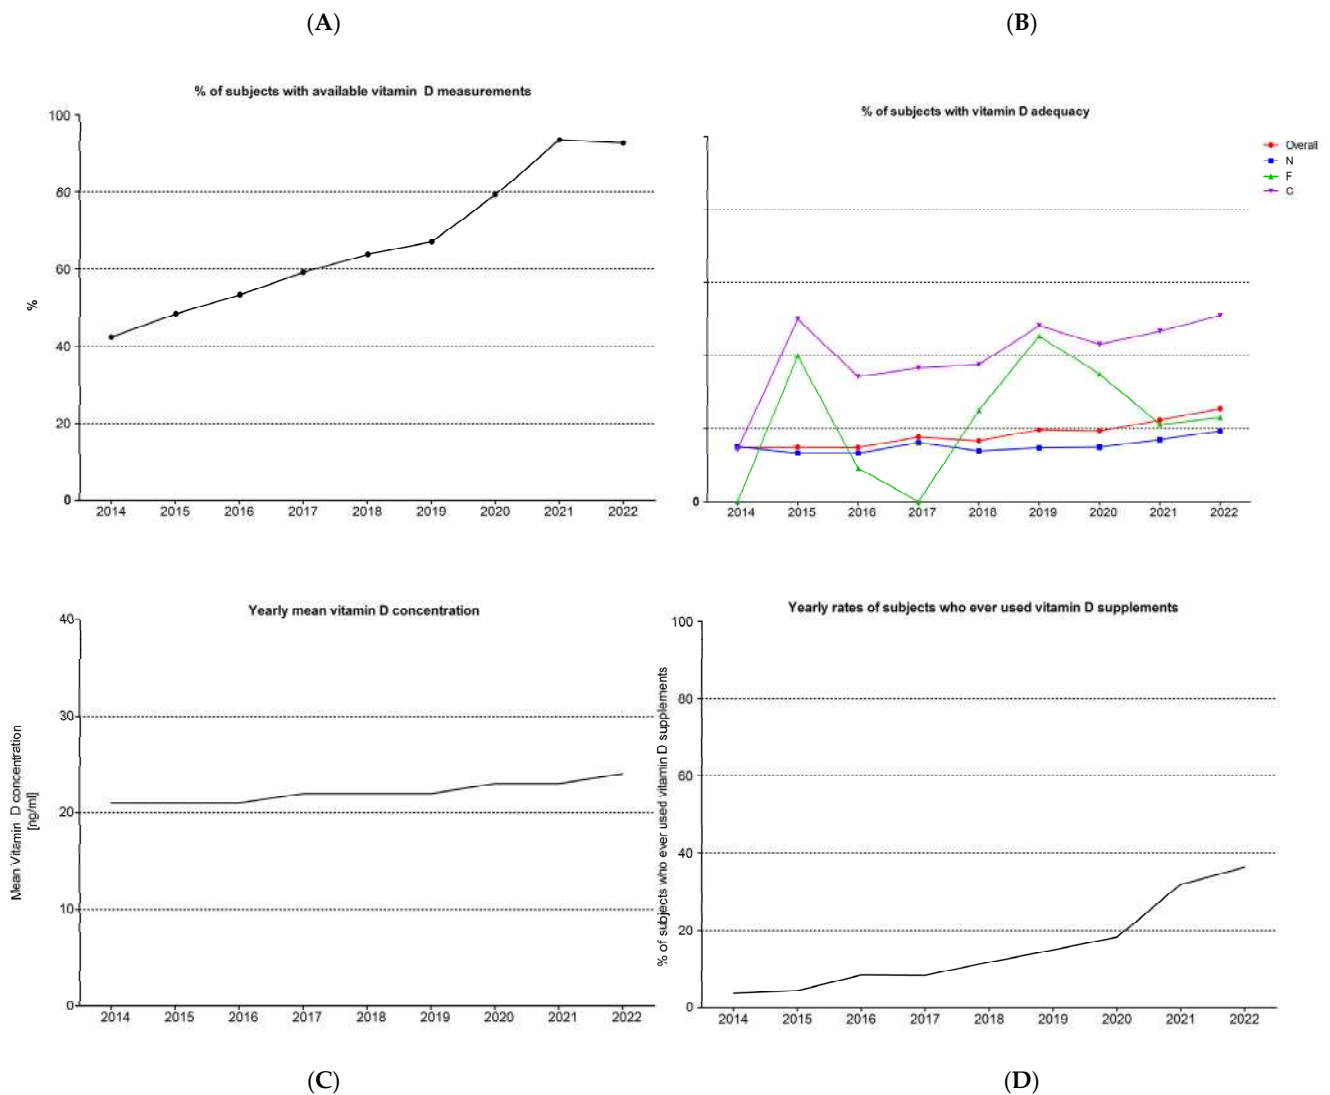 (A)
(B)
% of subjects with available vitamin D measurements
100
80
60
40
20
0
%
2014 2015 2016 2017 2018 2019 2020 2021 2022
% of subjects with vitamin D adequacy
Overall
N
F
C
0
2014 2015 2016 2017 2018 2019 2020 2021 2022
Yearly mean vitamin D concentration
40
30
20
10
0
Mean Vitamin D concentration
[ng/ml]
2014 2015 2016 2017 2018 2019 2020 2021 2022
Yearly rates of subjects who ever used vitamin D supplements
100
80
60
40
20
0
% of subjects who ever used vitamin D supplements
2014 2015 2016 2017 2018 2019 2020 2021 2022
(C)
(D)